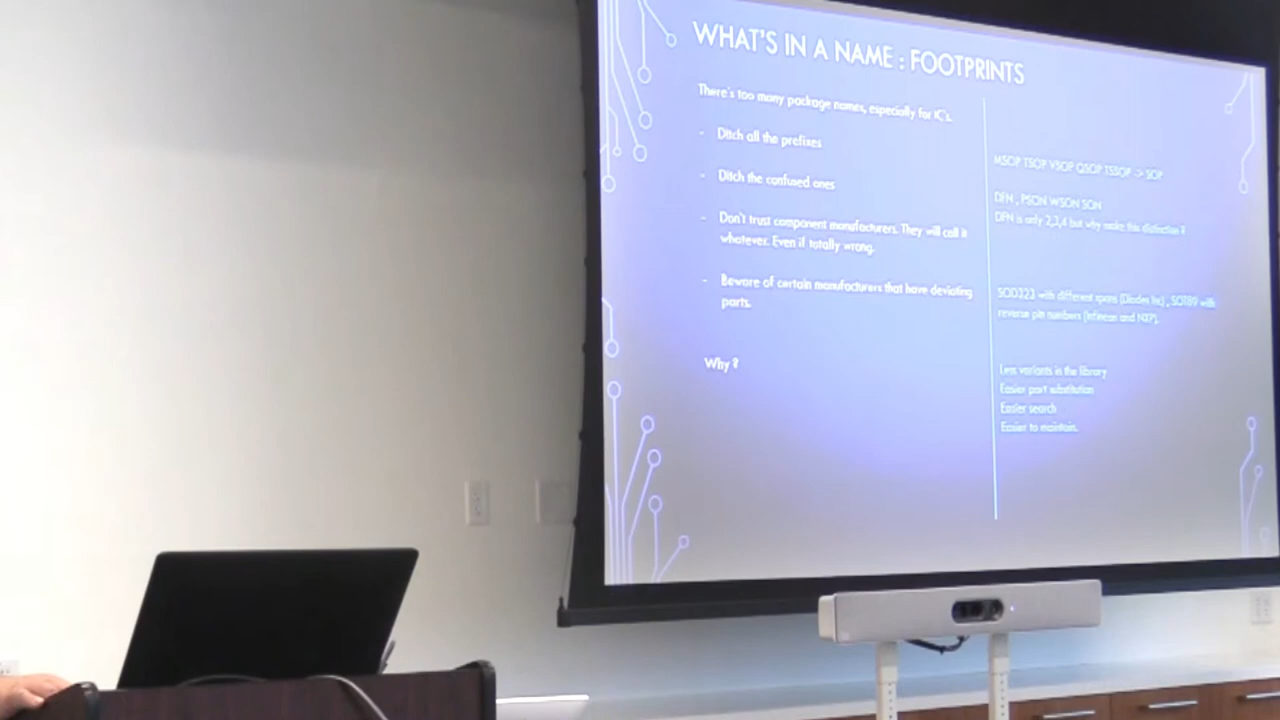 WHAT'S IN A NAME : FOOTPRINTS
There's too many package names, especially for IC's.
- Ditch all the prefixes
- Ditch the confused ones
- Don't trust component manufacturers. They will call it
whatever. Even if totally wrong.
- Beware of certain manufacturers that have deviating
parts.
Why ?
MSOP TSOP VSOP QSOP TSSOP -> SOP
DFN , PSON WSON SON
DFN is only 2,3,4 but why make this distinction ?
SOD323 with different spans (Diodes Inc) , SOT89 with
reverse pin numbers (Infineon and NXP).
Less variants in the library
Easier part substitution
Easier search
Easier to maintain.